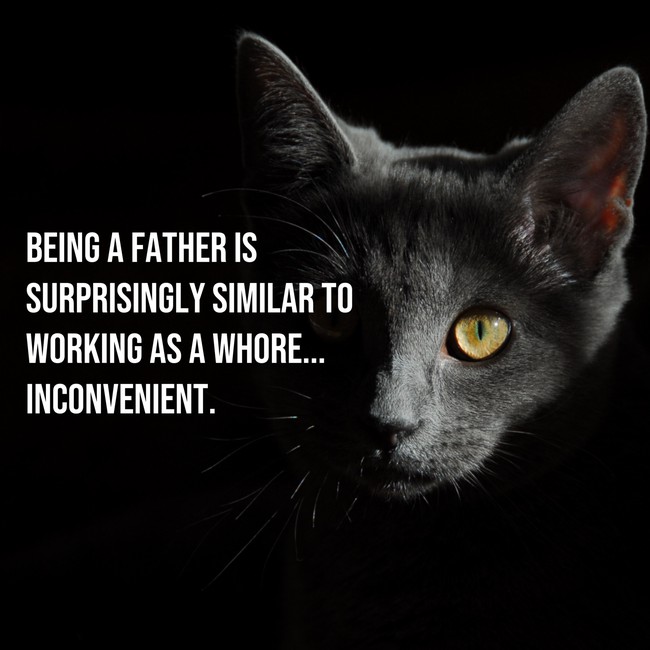 BEING A FATHER IS
SURPRISINGLY SIMILAR TO
WORKING AS A WHORE...
INCONVENIENT.